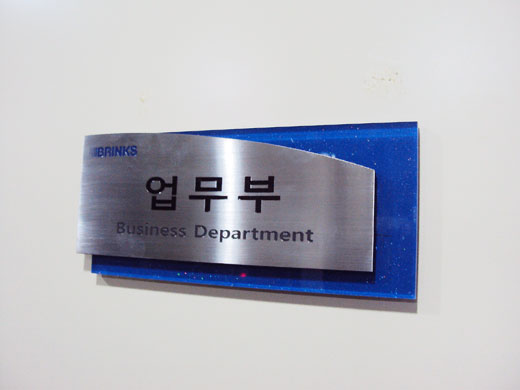 BRINKS
업무부
Business Department